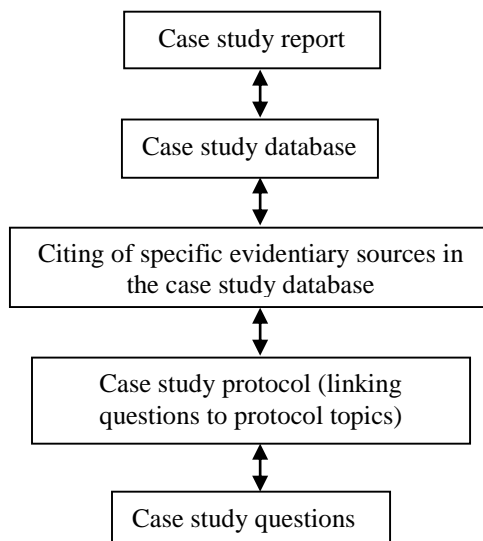 Case study report
Case study database
Citing of specific evidentiary sources in
the case study database
Case study protocol (linking
questions to protocol topics)
Case study questions